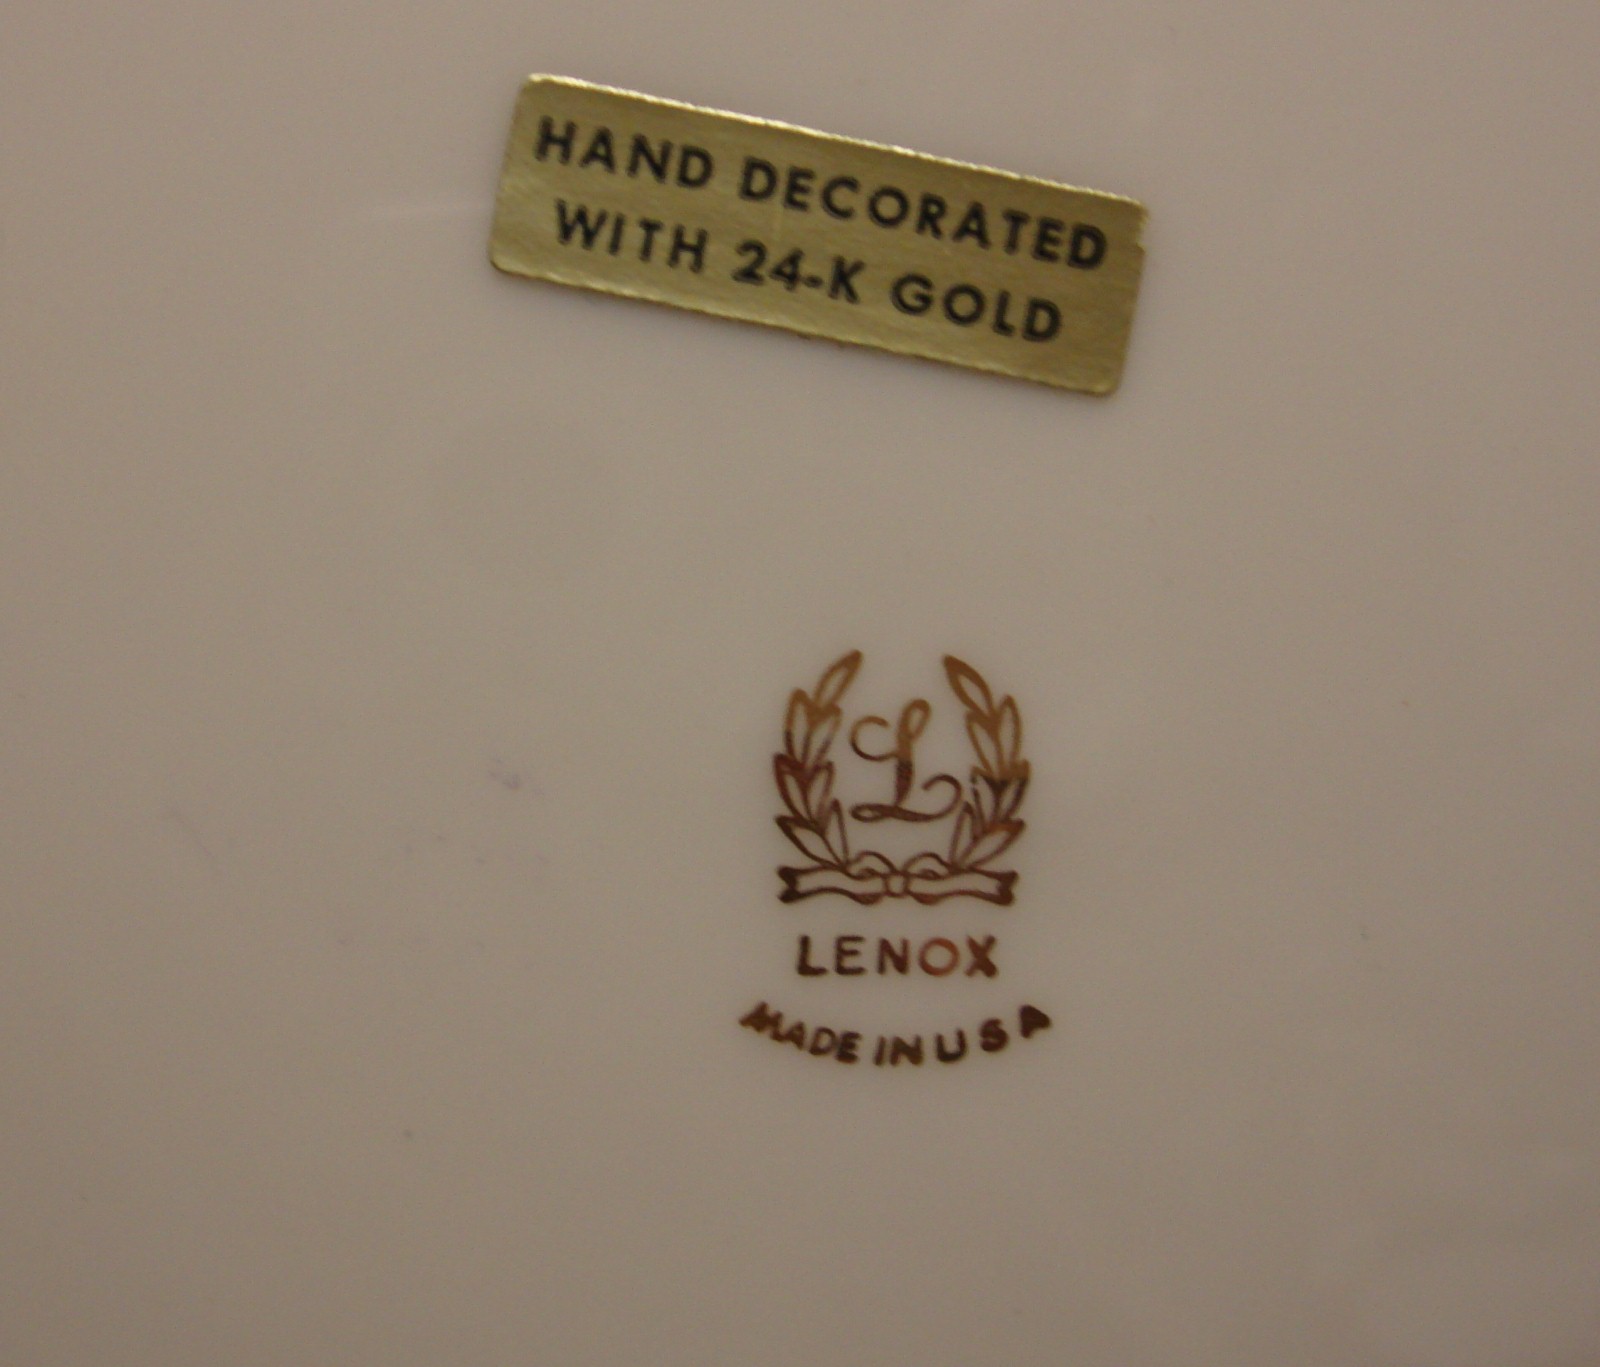 HAND DECORATED
WITH 24-K GOLD
L
LENOX
MADE IN USA